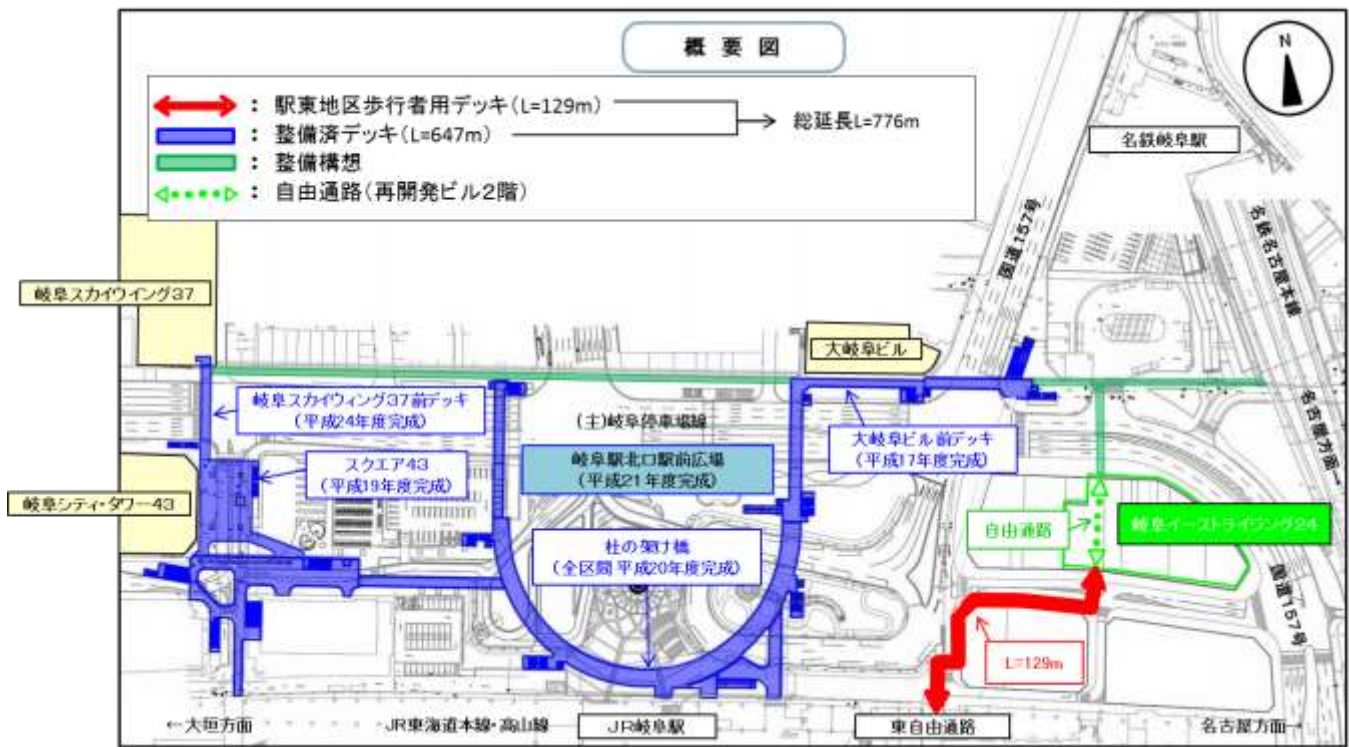 概 要 図
N
： 駅東地区歩行者用デッキ(L=129m)
： 整備済デッキ(L=647m)
→ 総延長L=776m
： 整備構想
： 自由通路(再開発ビル2階)
名鉄岐阜駅
国道157号
名鉄名古屋本線
岐阜スカイウイング37
大岐阜ビル
岐阜スカイウィング37前デッキ
(平成24年度完成)
(主)岐阜停車場線
大岐阜ビル前デッキ
(平成17年度完成)
名古屋方面→
スクエア43
(平成19年度完成)
岐阜駅北口駅前広場
(平成21年度完成)
岐阜シティ・タワー43
自由通路
岐阜イーストライジング24
杜の架け橋
(全区間 平成20年度完成)
国道157号
L=129m
←大垣方面
JR東海道本線・高山線
JR岐阜駅
東自由通路
名古屋方面→